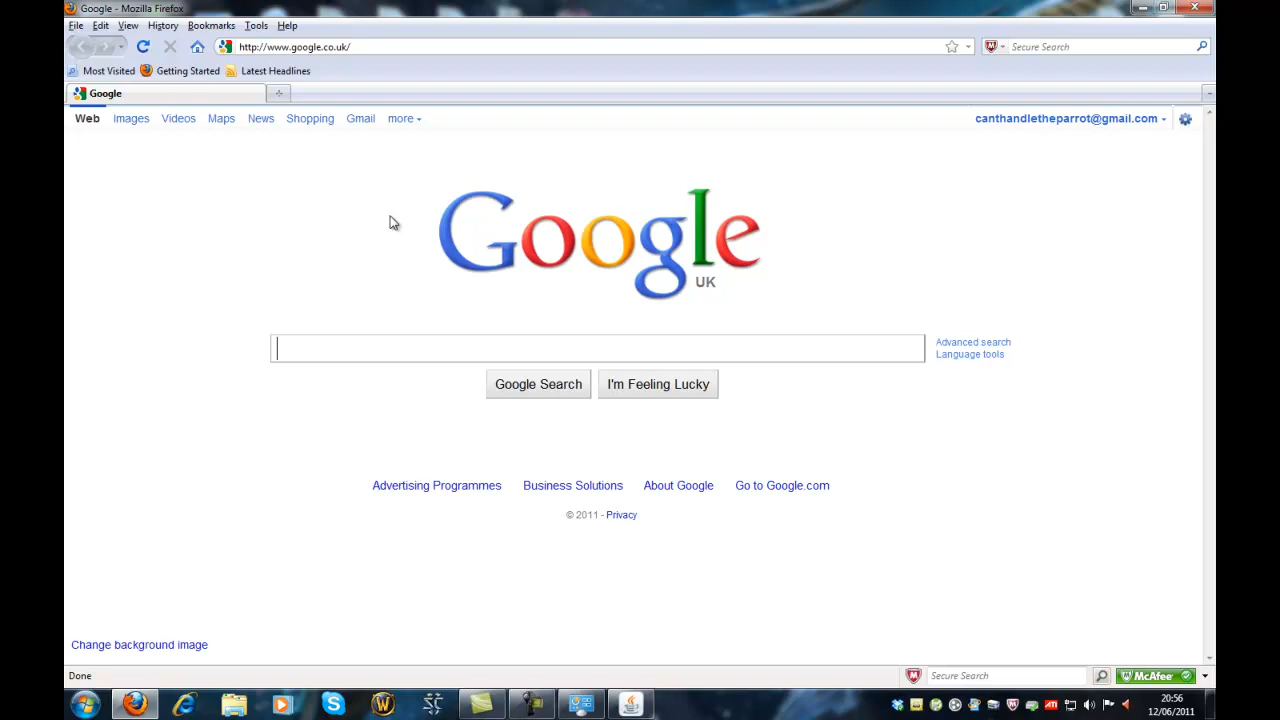 Google - Mozilla Firefox
File Edit View History Bookmarks Tools Help
http://www.google.co.uk/ Secure Search
Most Visited Getting Started Latest Headlines
Google
Web Images Videos Maps News Shopping Gmail more canthandletheparrot@gmail.com
Google
UK
Advanced search
Language tools
Google Search I'm Feeling Lucky
Advertising Programmes Business Solutions About Google Go to Google.com
© 2011 - Privacy
Change background image
Done Secure Search McAfee
20:56
12/06/2011